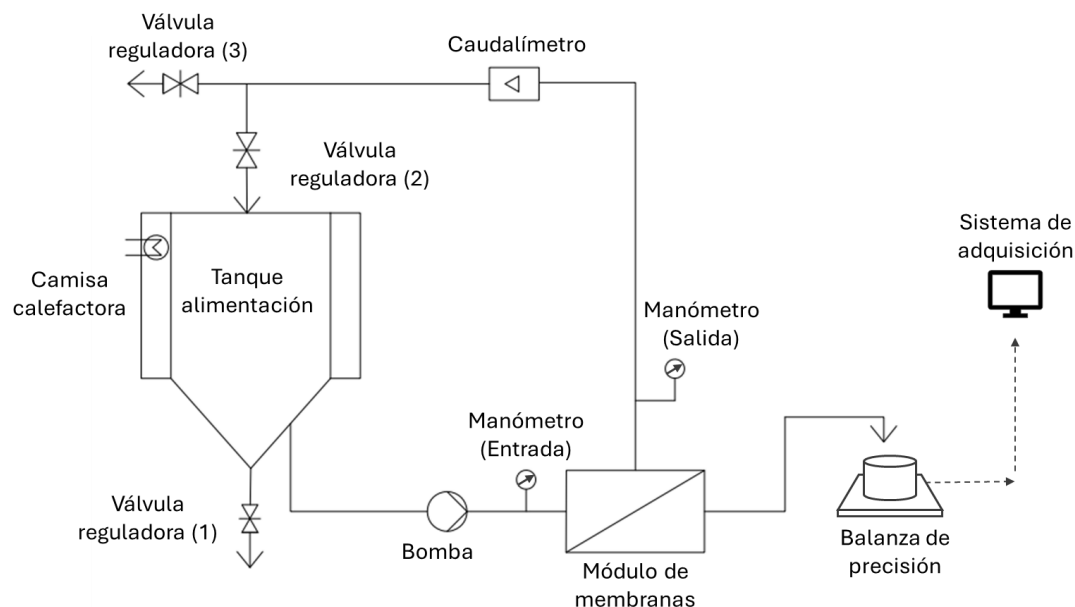 Válvula
reguladora (3)
Caudalímetro
Válvula
reguladora (2)
Sistema de
adquisición
Camisa
calefactora
Tanque
alimentación
Manómetro
(Salida)
Manómetro
(Entrada)
Válvula
reguladora (1)
Bomba
Módulo de
membranas
Balanza de
precisión